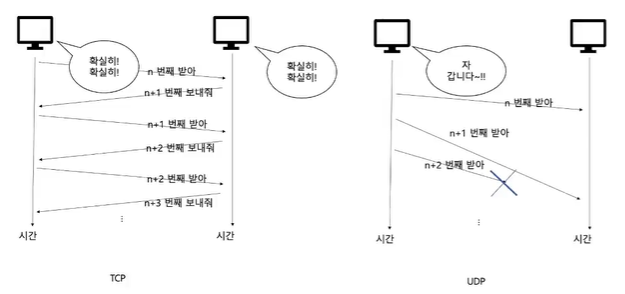 확실히!
확실히!
n 번째 받아
n+1 번째 보내줘
n+1 번째 받아
n+2 번째 보내줘
n+2 번째 받아
n+3 번째 보내줘
⋮
시간
확실히!
확실히!
시간
TCP
자
갑니다~!!
n 번째 받아
n+1 번째 받아
n+2 번째 받아
⋮
시간
시간
UDP